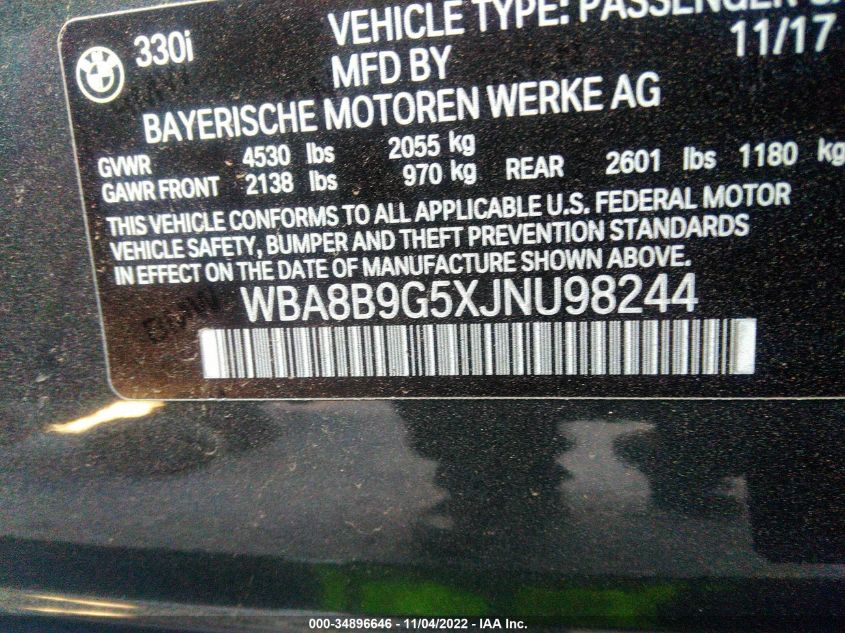 330i
VEHICLE TYPE: PASSENGER
11/17
MFD BY
BAYERISCHE MOTOREN WERKE AG
GVWR 4530 lbs 2055 kg
GAWR FRONT 2138 lbs 970 kg REAR 2601 lbs 1180 kg
THIS VEHICLE CONFORMS TO ALL APPLICABLE U.S. FEDERAL MOTOR
VEHICLE SAFETY, BUMPER AND THEFT PREVENTION STANDARDS
IN EFFECT ON THE DATE OF MANUFACTURE SHOWN ABOVE.
WBA8B9G5XJNU98244
000-34896646 - 11/04/2022 - IAA Inc.